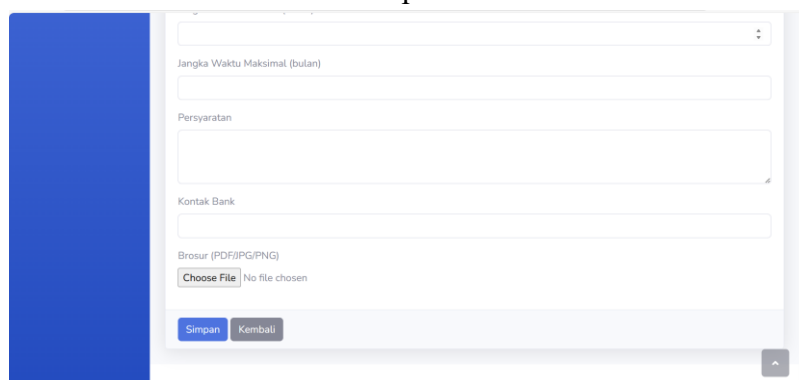 Jangka Waktu Maksimal (bulan)
Persyaratan
Kontak Bank
Brosur (PDF/JPG/PNG)
Choose File No file chosen
Simpan Kembali